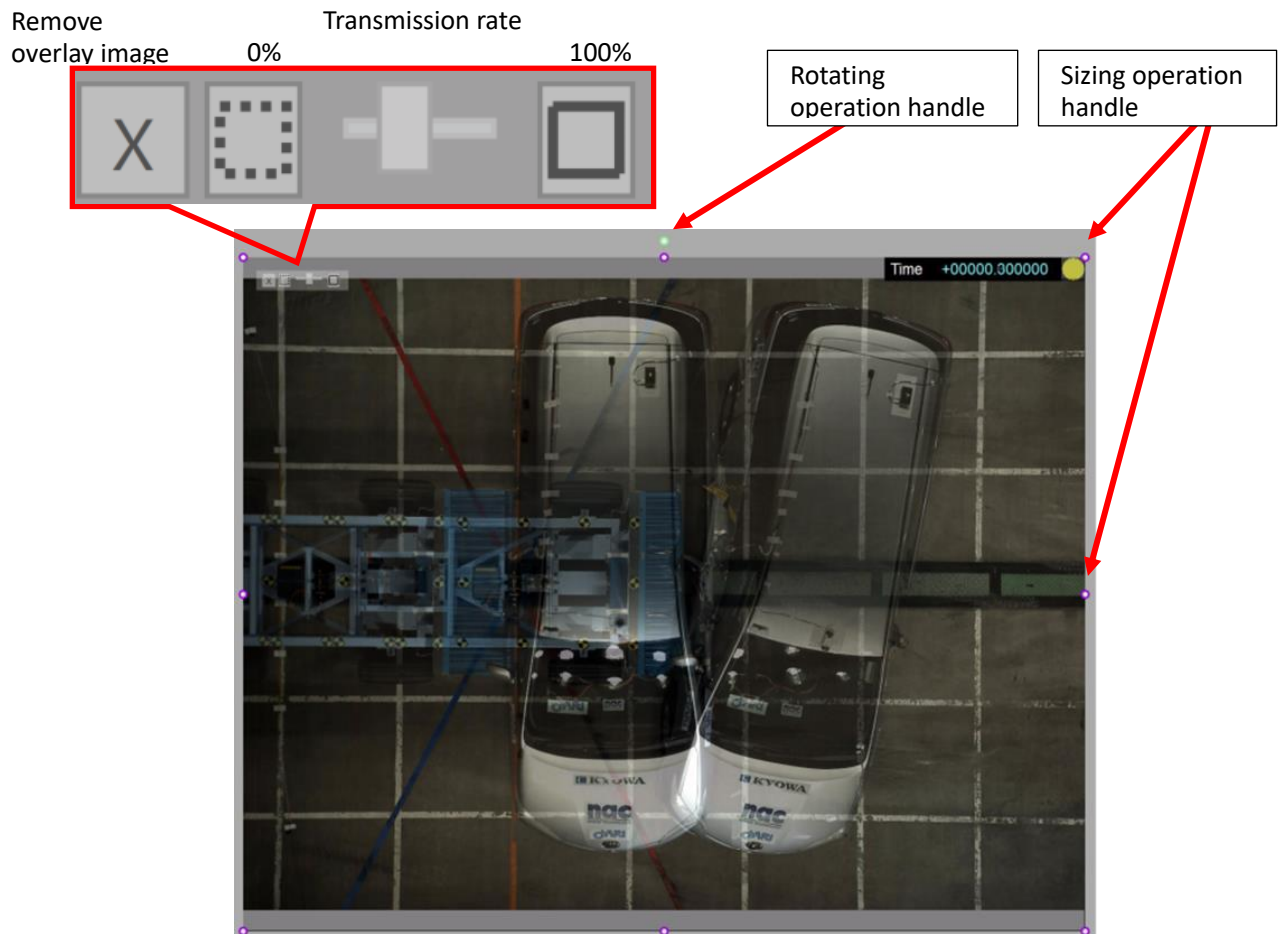 Remove
overlay image
Transmission rate
0%
100%
X
Rotating
operation handle
Sizing operation
handle
X
Time +00000.300000
KYOWA
KYOWA
nac
nac